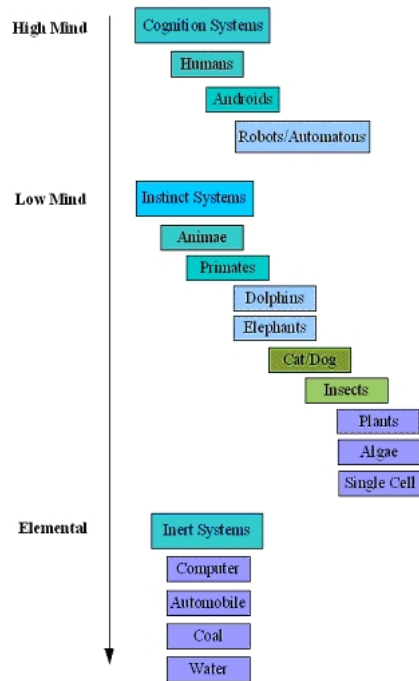 High Mind
Cognition Systems
Humans
Androids
Robots/Automatons
Low Mind
Instinct Systems
Animae
Primates
Dolphins
Elephants
Cat/Dog
Insects
Plants
Algae
Single Cell
Elemental
Inert Systems
Computer
Automobile
Coal
Water